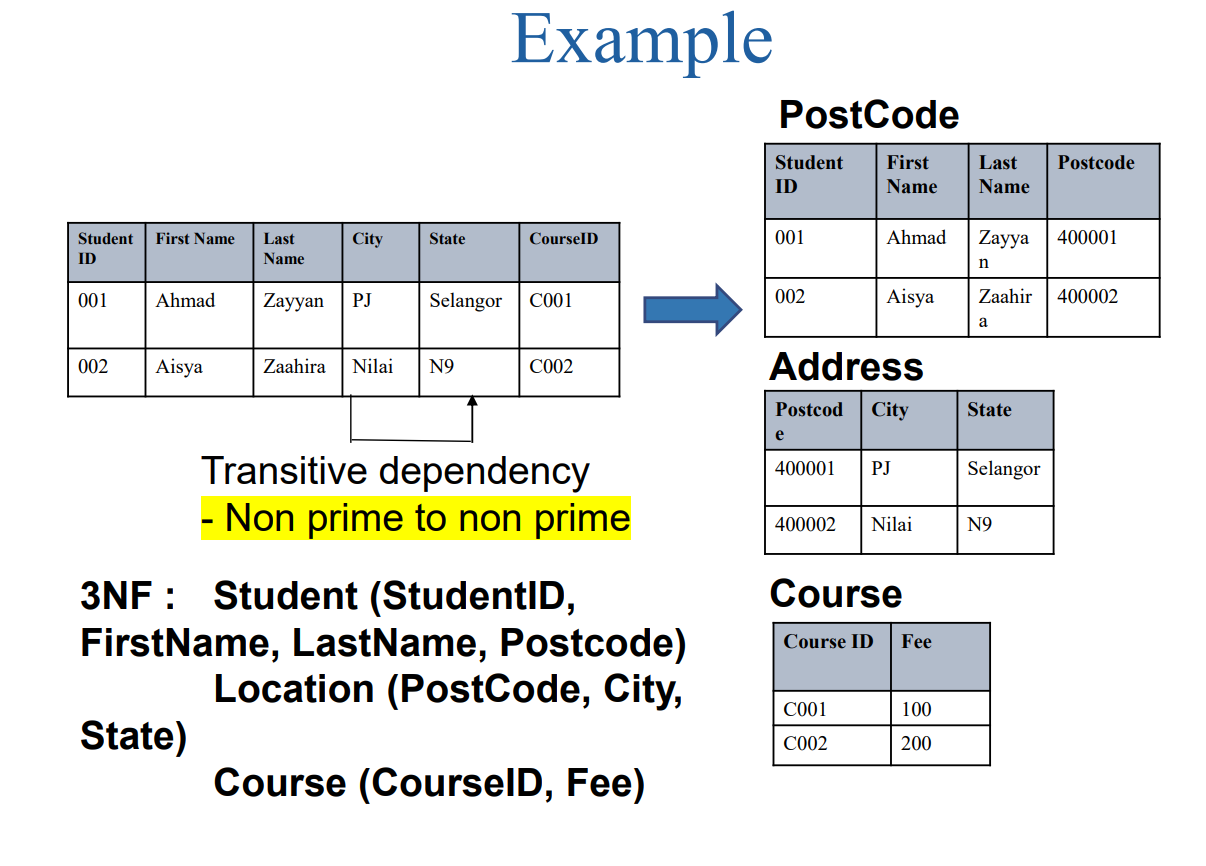 Example
Student
ID
First Name
Last
Name
City
State
CourseID
001
Ahmad
Zayyan
PJ
Selangor
C001
002
Aisya
Zaahira
Nilai
N9
C002
Transitive dependency
- Non prime to non prime
3NF : Student (StudentID,
FirstName, LastName, Postcode)
Location (PostCode, City,
State)
Course (CourseID, Fee)
PostCode
Student
ID
First
Name
Last
Name
Postcode
001
Ahmad
Zayya
n
400001
002
Aisya
Zaahir
a
400002
Address
Postcod
e
City
State
400001
PJ
Selangor
400002
Nilai
N9
Course
Course ID
Fee
C001
100
C002
200